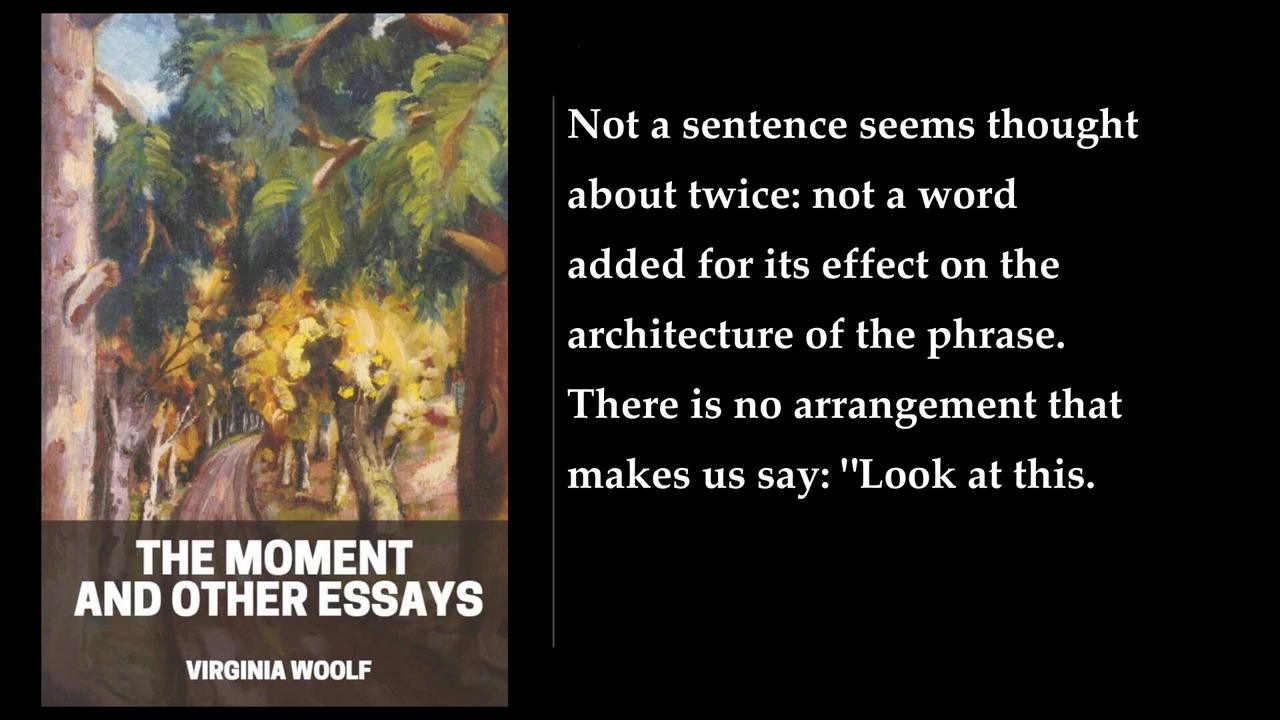 THE MOMENT
AND OTHER ESSAYS
VIRGINIA WOOLF
Not a sentence seems thought
about twice: not a word
added for its effect on the
architecture of the phrase.
There is no arrangement that
makes us say: "Look at this.